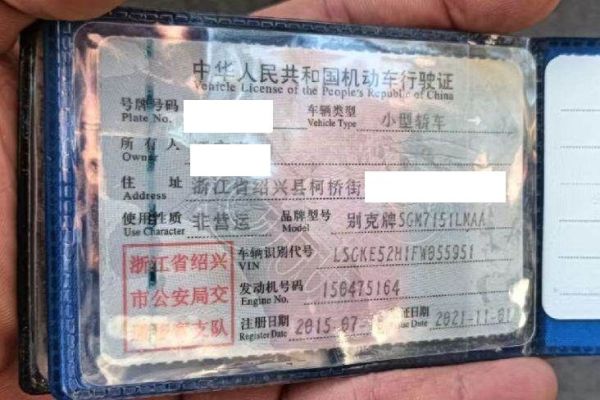 中华人民共和国机动车行驶证
Vehicle License of the People's Republic of China
号牌号码
Plate No.
车辆类型 小型轿车
Vehicle Type
所有人
Owner
住 址 浙江省绍兴县柯桥街
Address
使用性质 非营运
Use Character
品牌型号 别克牌SGM7151LMAA
Model
浙江省绍兴
市公安局交
支队
车辆识别代号
VIN
发动机号码 150475164
Engine No.
注册日期 2015-07-
Register Date
证日期 2021-11-01
Issue Date